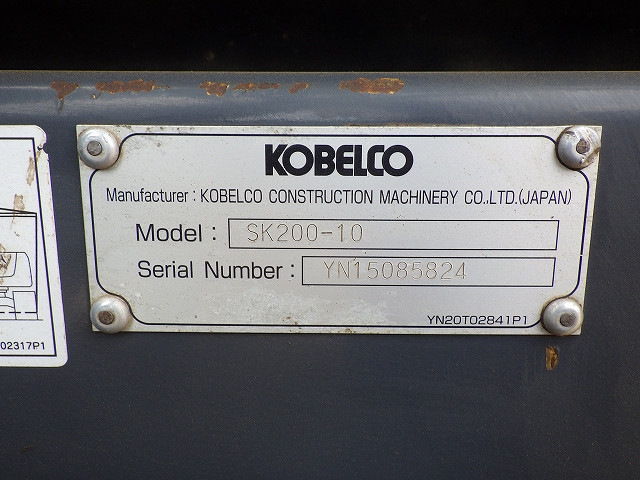 KOBELCO
Manufacturer : KOBELCO CONSTRUCTION MACHINERY CO.,LTD.(JAPAN)
Model : SK200-10
Serial Number : YN15085824
YN20T02841P1
02317P1